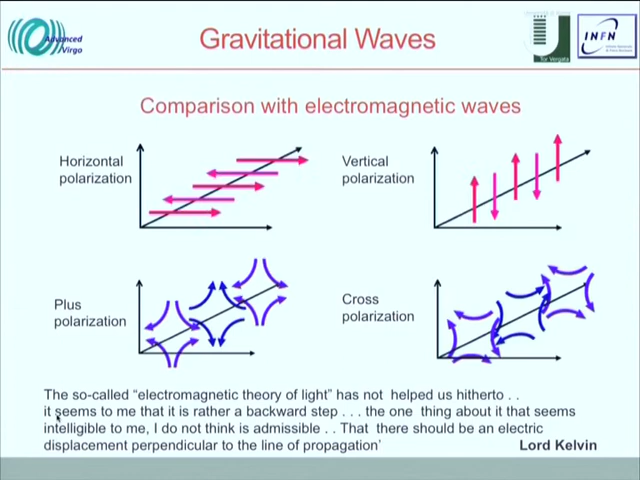 Advanced
Virgo
Gravitational Waves
Tor Vergata
INFN
Comparison with electromagnetic waves
Horizontal
polarization
Vertical
polarization
Plus
polarization
Cross
polarization
The so-called “electromagnetic theory of light” has not helped us hitherto . .
it seems to me that it is rather a backward step . . . the one thing about it that seems
intelligible to me, I do not think is admissible . . That there should be an electric
displacement perpendicular to the line of propagation’
Lord Kelvin